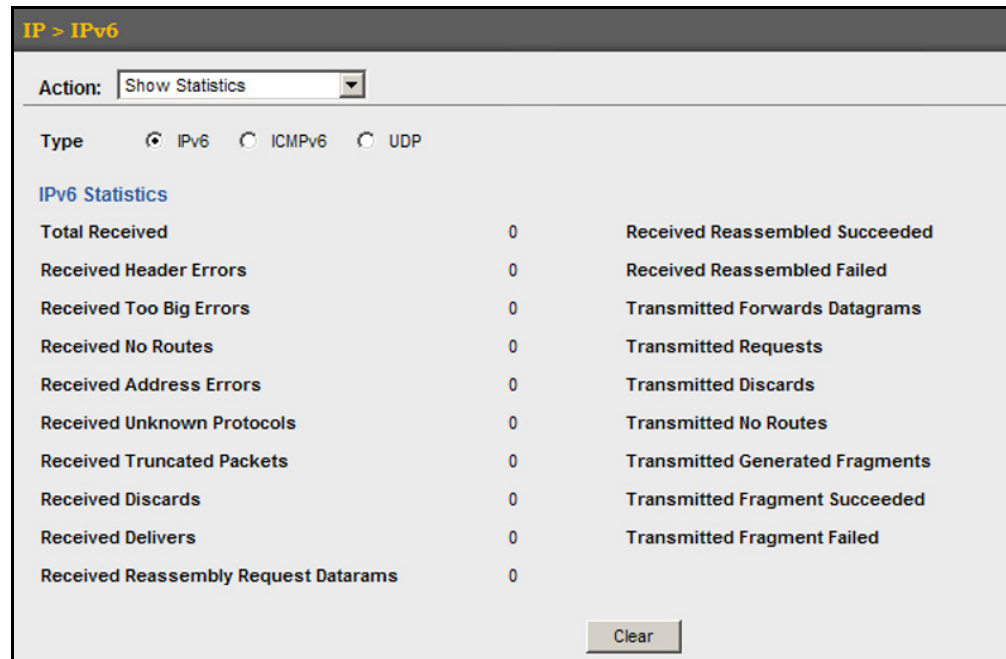 IP > IPv6
Action: Show Statistics
Type IPv6 ICMPv6 UDP
IPv6 Statistics
Total Received 0 Received Reassembled Succeeded
Received Header Errors 0 Received Reassembled Failed
Received Too Big Errors 0 Transmitted Forwards Datagrams
Received No Routes 0 Transmitted Requests
Received Address Errors 0 Transmitted Discards
Received Unknown Protocols 0 Transmitted No Routes
Received Truncated Packets 0 Transmitted Generated Fragments
Received Discards 0 Transmitted Fragment Succeeded
Received Delivers 0 Transmitted Fragment Failed
Received Reassembly Request Datarams 0
Clear